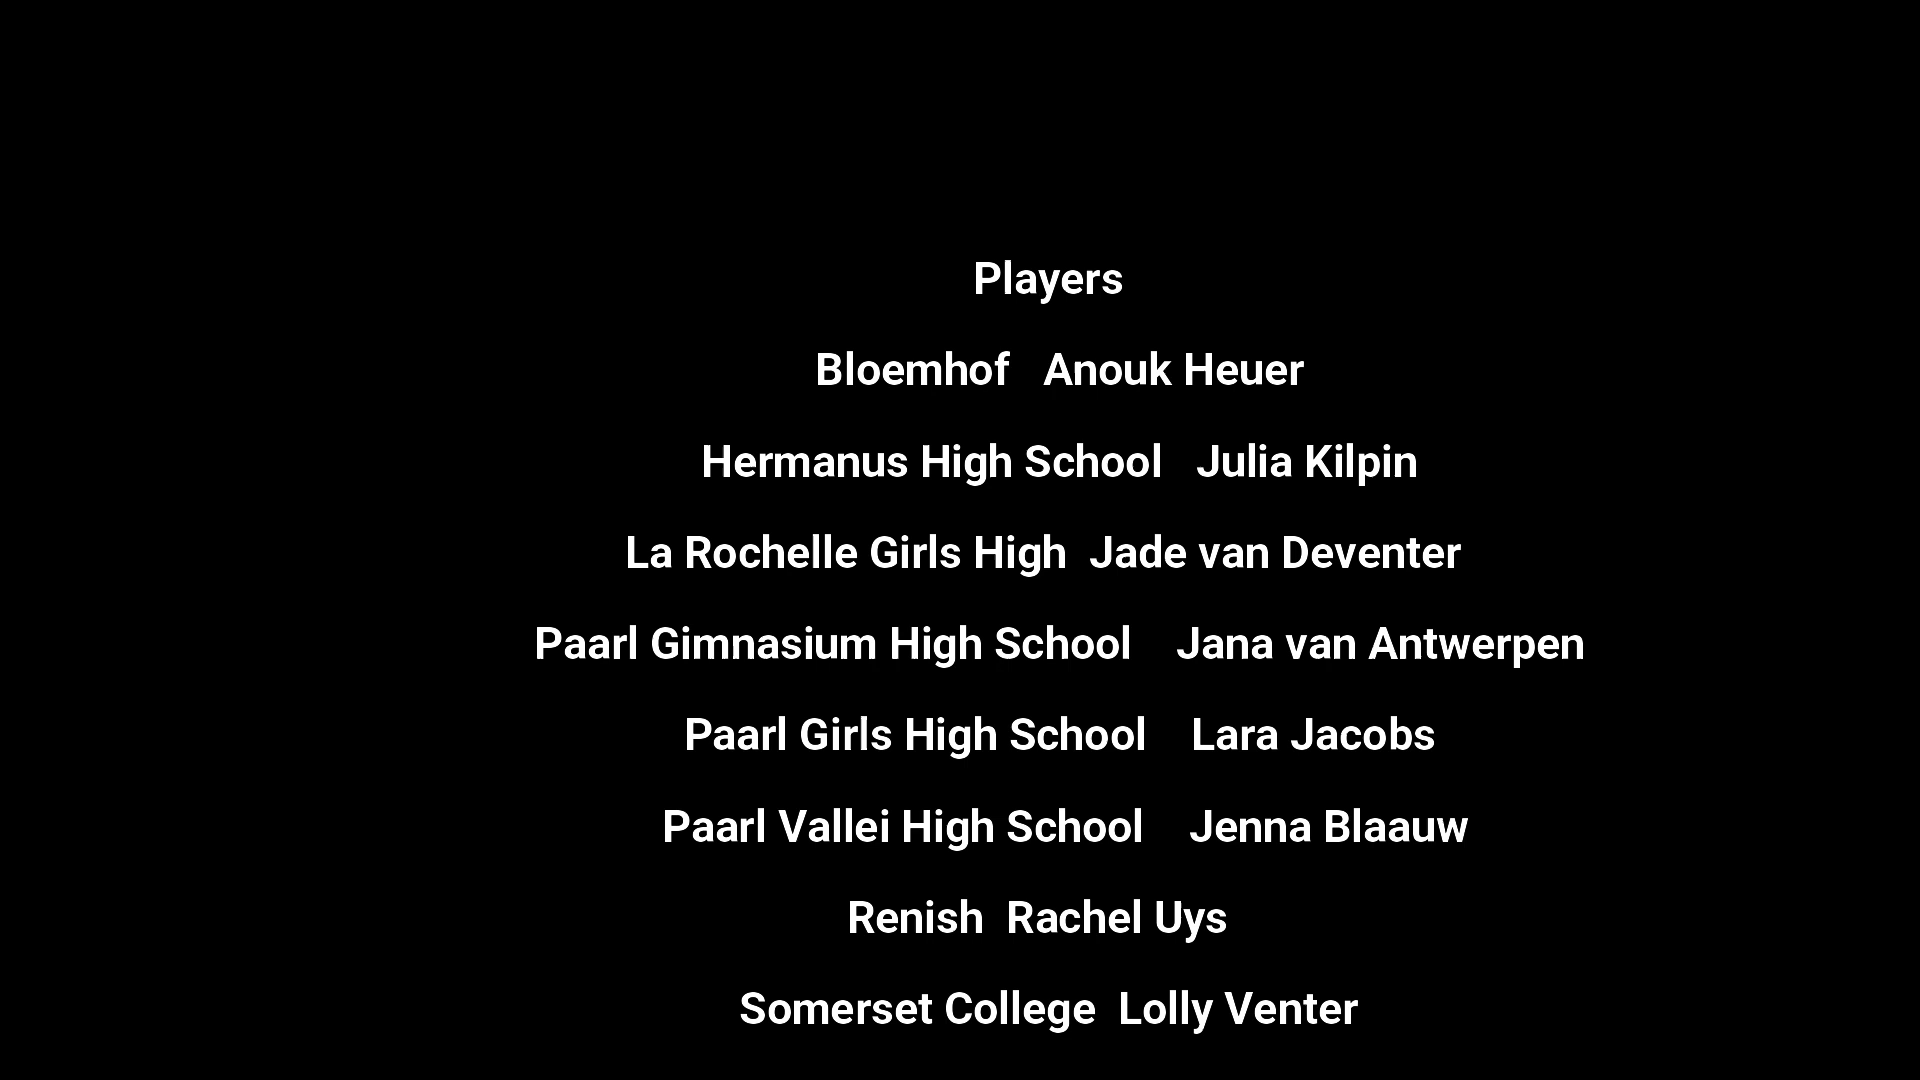 Players
Bloemhof   Anouk Heuer
Hermanus High School   Julia Kilpin
La Rochelle Girls High  Jade van Deventer
Paarl Gimnasium High School    Jana van Antwerpen
Paarl Girls High School    Lara Jacobs
Paarl Vallei High School    Jenna Blaauw
Renish  Rachel Uys
Somerset College  Lolly Venter